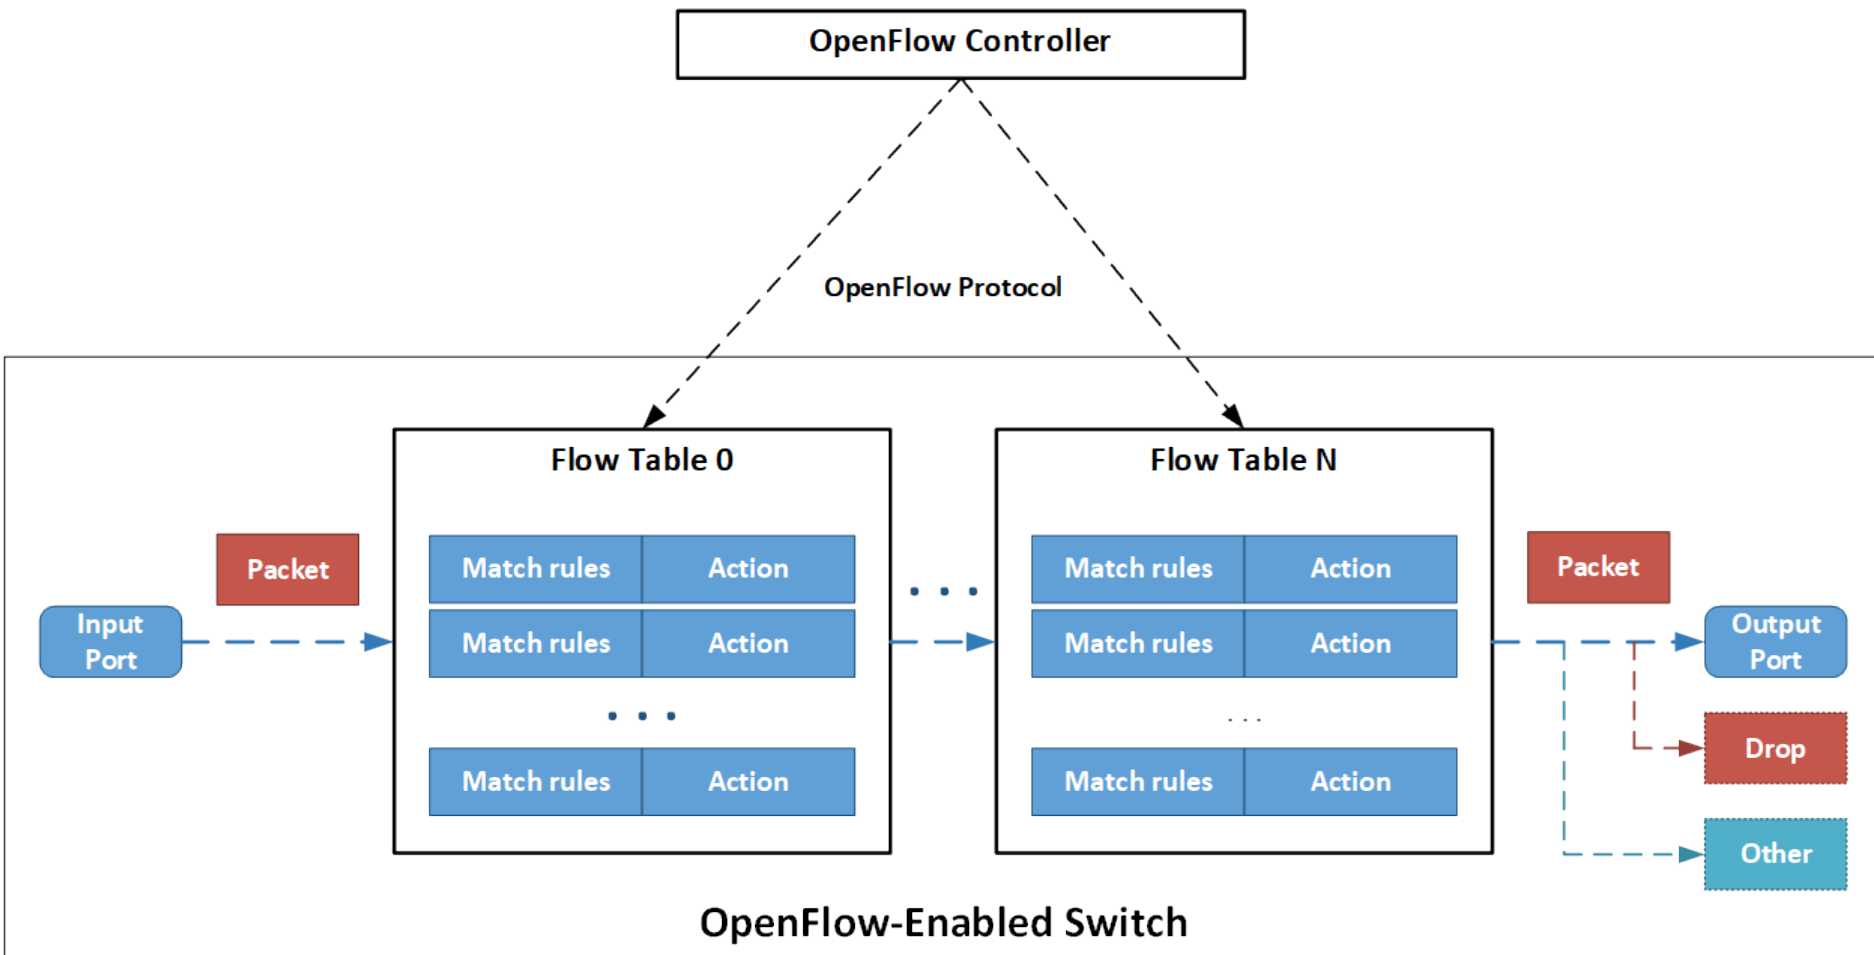 OpenFlow Controller
OpenFlow Protocol
Flow Table 0
Flow Table N
Packet
Match rules
Action
. . .
Match rules
Action
Packet
Input
Port
Match rules
Action
Match rules
Action
Output
Port
. . .
. . .
Match rules
Action
Match rules
Action
Drop
Other
OpenFlow-Enabled Switch